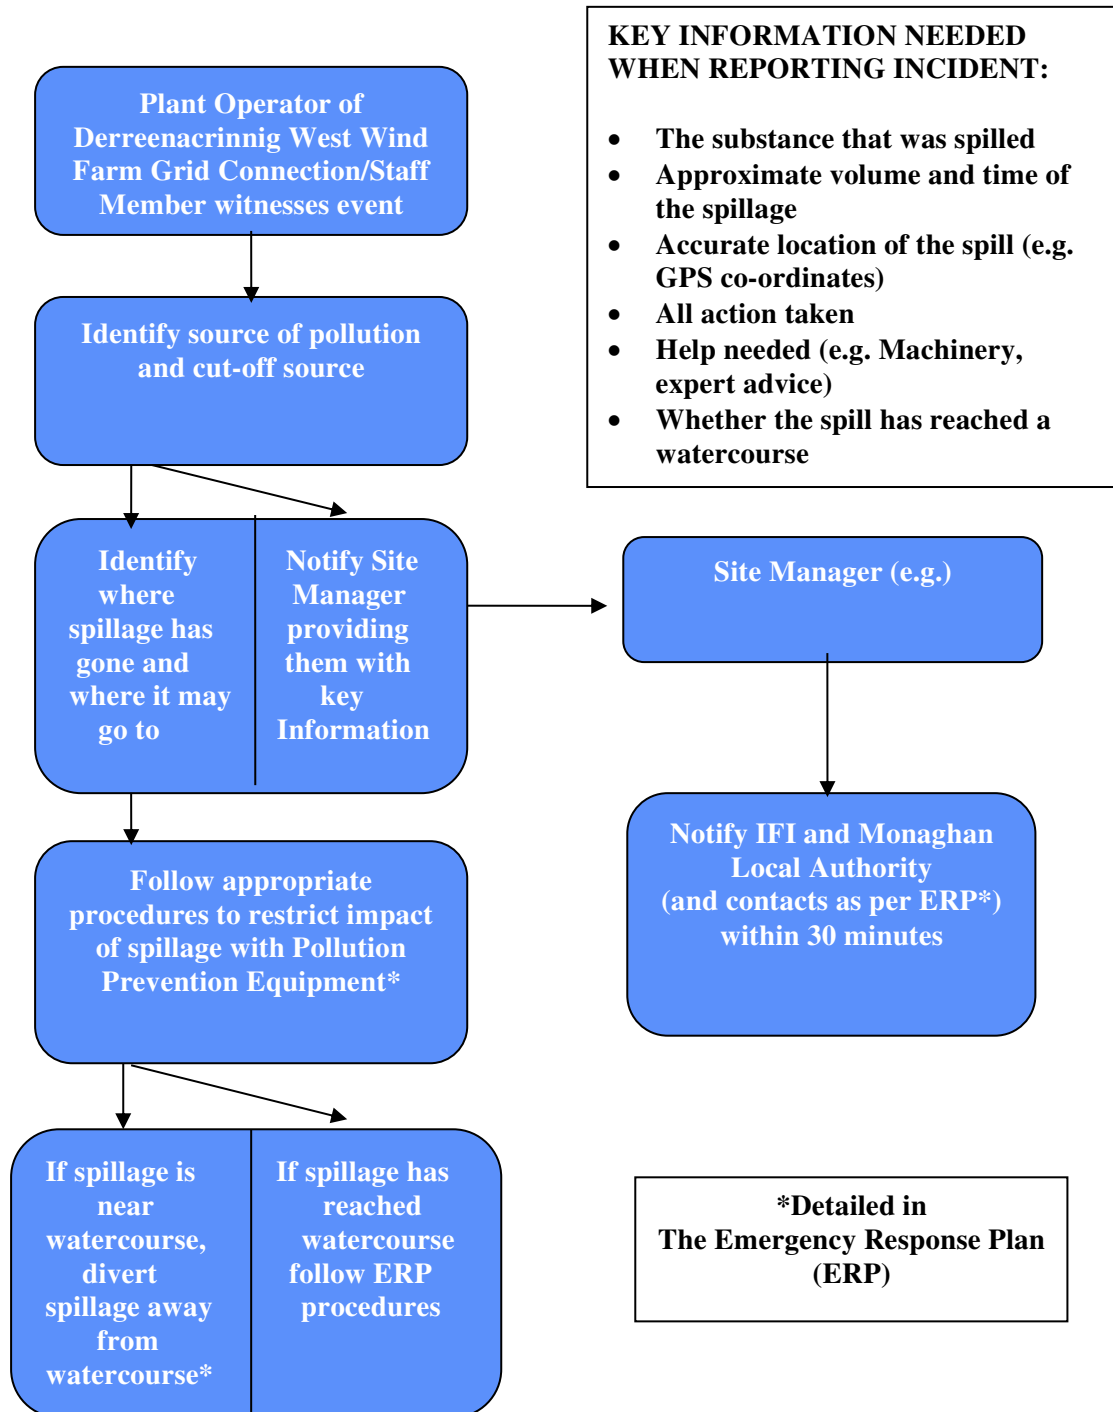 KEY INFORMATION NEEDED
WHEN REPORTING INCIDENT:
• The substance that was spilled
• Approximate volume and time of
the spillage
• Accurate location of the spill (e.g.
GPS co-ordinates)
• All action taken
• Help needed (e.g. Machinery,
expert advice)
• Whether the spill has reached a
watercourse
Plant Operator of
Derreenacrinnig West Wind
Farm Grid Connection/Staff
Member witnesses event
Identify source of pollution
and cut-off source
Identify
where
spillage has
gone and
where it may
go to
Notify Site
Manager
providing
them with
key
Information
Site Manager (e.g.)
Notify IFI and Monaghan
Local Authority
(and contacts as per ERP*)
within 30 minutes
Follow appropriate
procedures to restrict impact
of spillage with Pollution
Prevention Equipment*
If spillage is
near
watercourse,
divert
spillage away
from
watercourse*
If spillage has
reached
watercourse
follow ERP
procedures
*Detailed in
The Emergency Response Plan
(ERP)